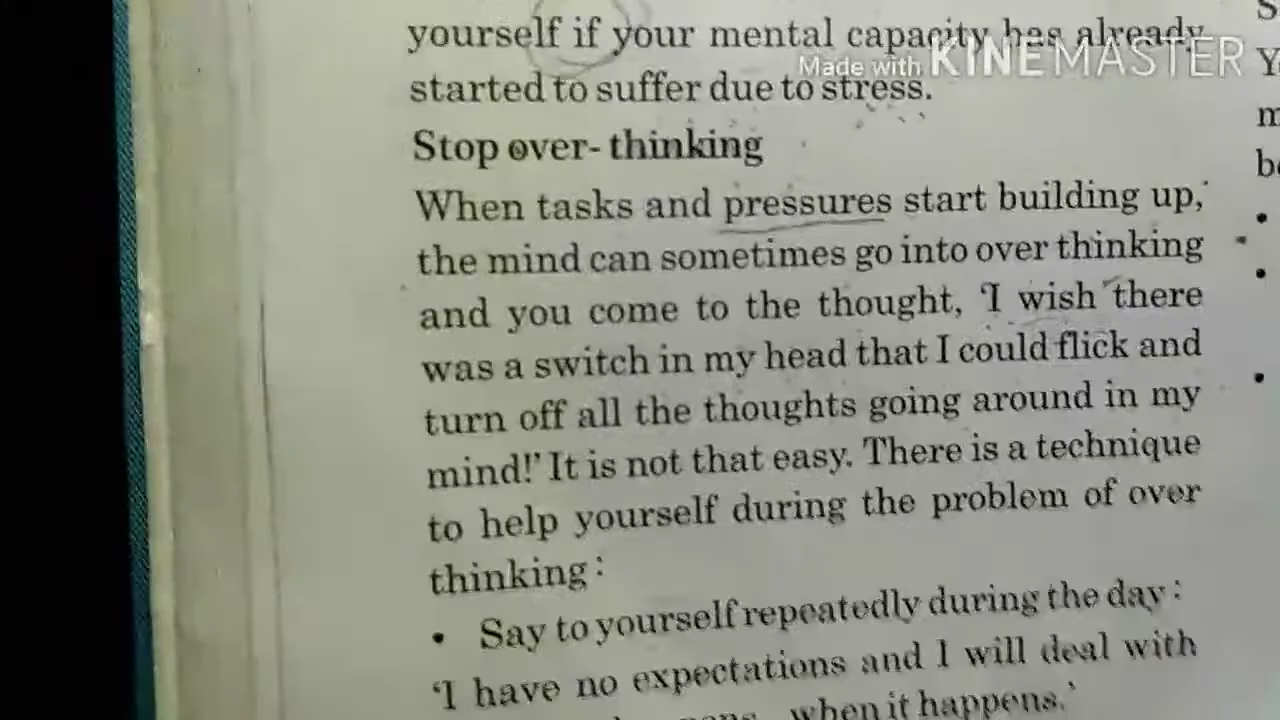 yourself if your mental capacity has already
Made with KINEMASTER
started to suffer due to stress.
Stop over- thinking
When tasks and pressures start building up,
the mind can sometimes go into over thinking
and you come to the thought, 'I wish there
was a switch in my head that I could flick and
turn off all the thoughts going around in my
mind!' It is not that easy. There is a technique
to help yourself during the problem of over
thinking :
• Say to yourself repeatedly during the day :
'I have no expectations and I will deal with
when it happens.'